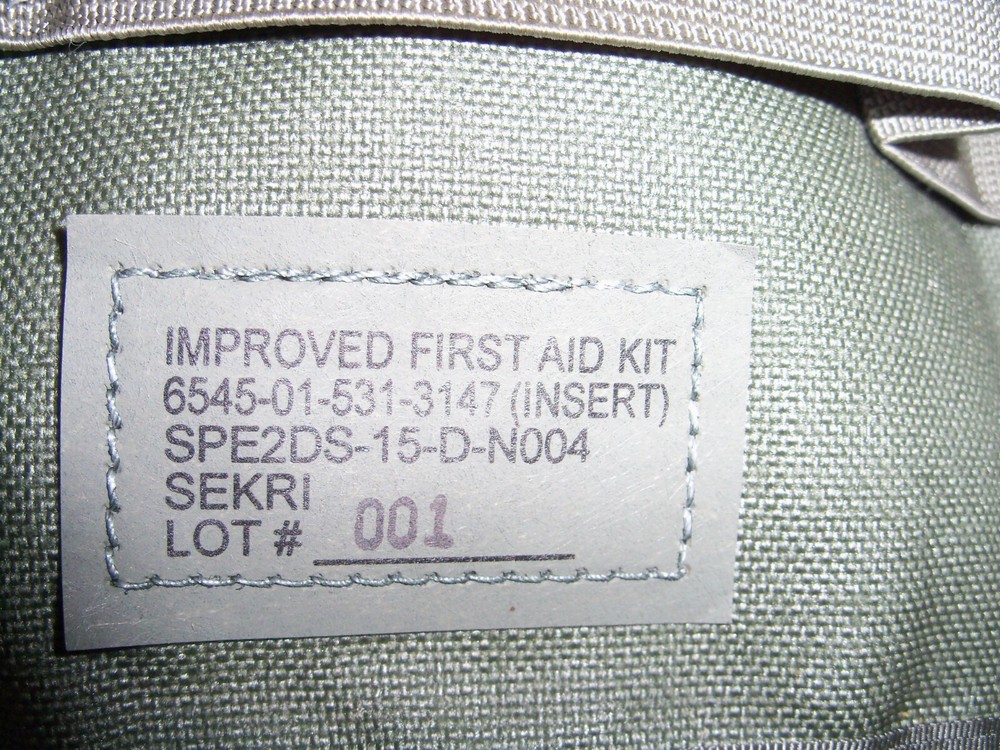 IMPROVED FIRST AID KIT
6545-01-531-3147 (INSERT)
SPE2DS-15-D-N004
SEKRI
LOT # 001